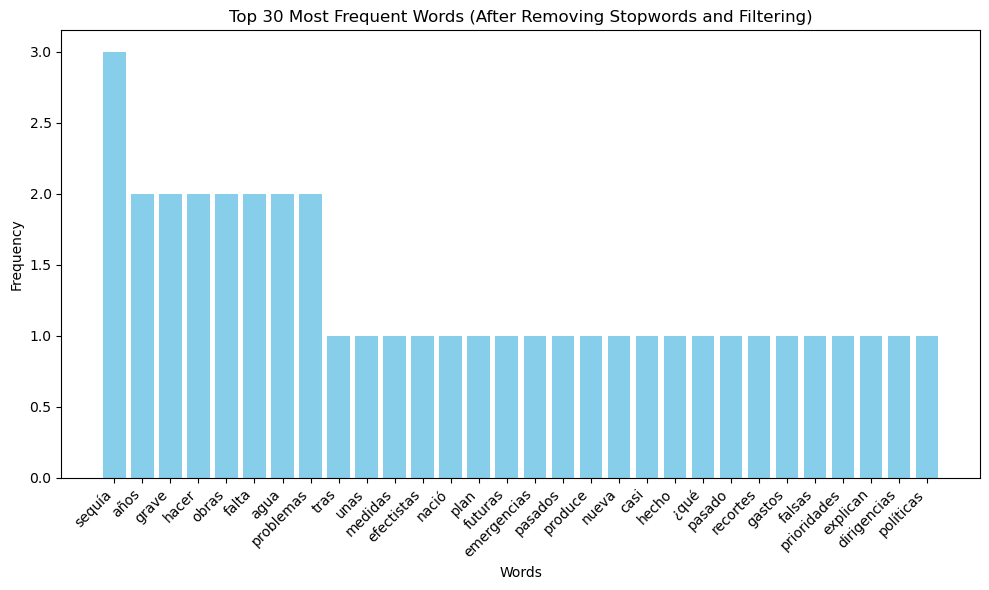 Top 30 Most Frequent Words (After Removing Stopwords and Filtering)
Frequency
3.0
2.5
2.0
1.5
1.0
0.5
0.0
sequía
años
grave
hacer
obras
falta
agua
problemas
tras
unas
medidas
efectistas
nació
plan
futuras
emergencias
pasados
produce
nueva
casi
hecho
¿qué
pasado
recortes
gastos
falsas
prioridades
explican
dirigencias
políticas
Words